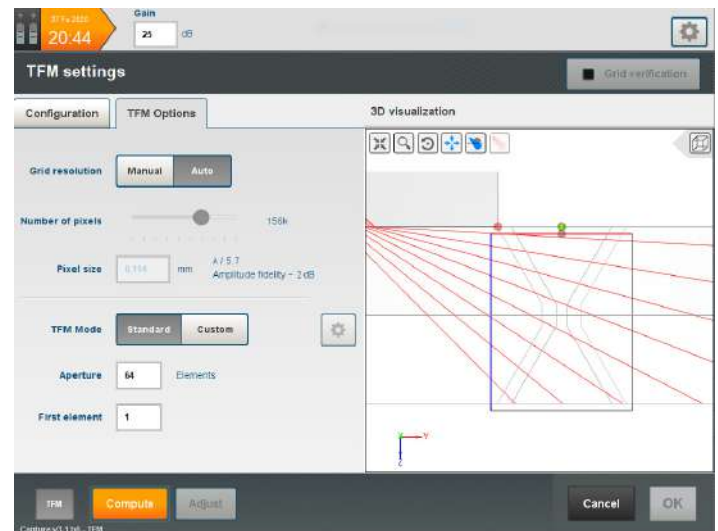 Gain
20:44
25 dB
TFM settings
Grid verification
Configuration
TFM Options
3D visualization
Grid resolution
Manual
Auto
Number of pixels
156k
Pixel size
mm
Amplitude fidelity ~ 2 dB
TFM Mode
Standard
Custom
Aperture
64
Elements
First element
1
Y
TFM
Compute
Adjust
Cancel
OK